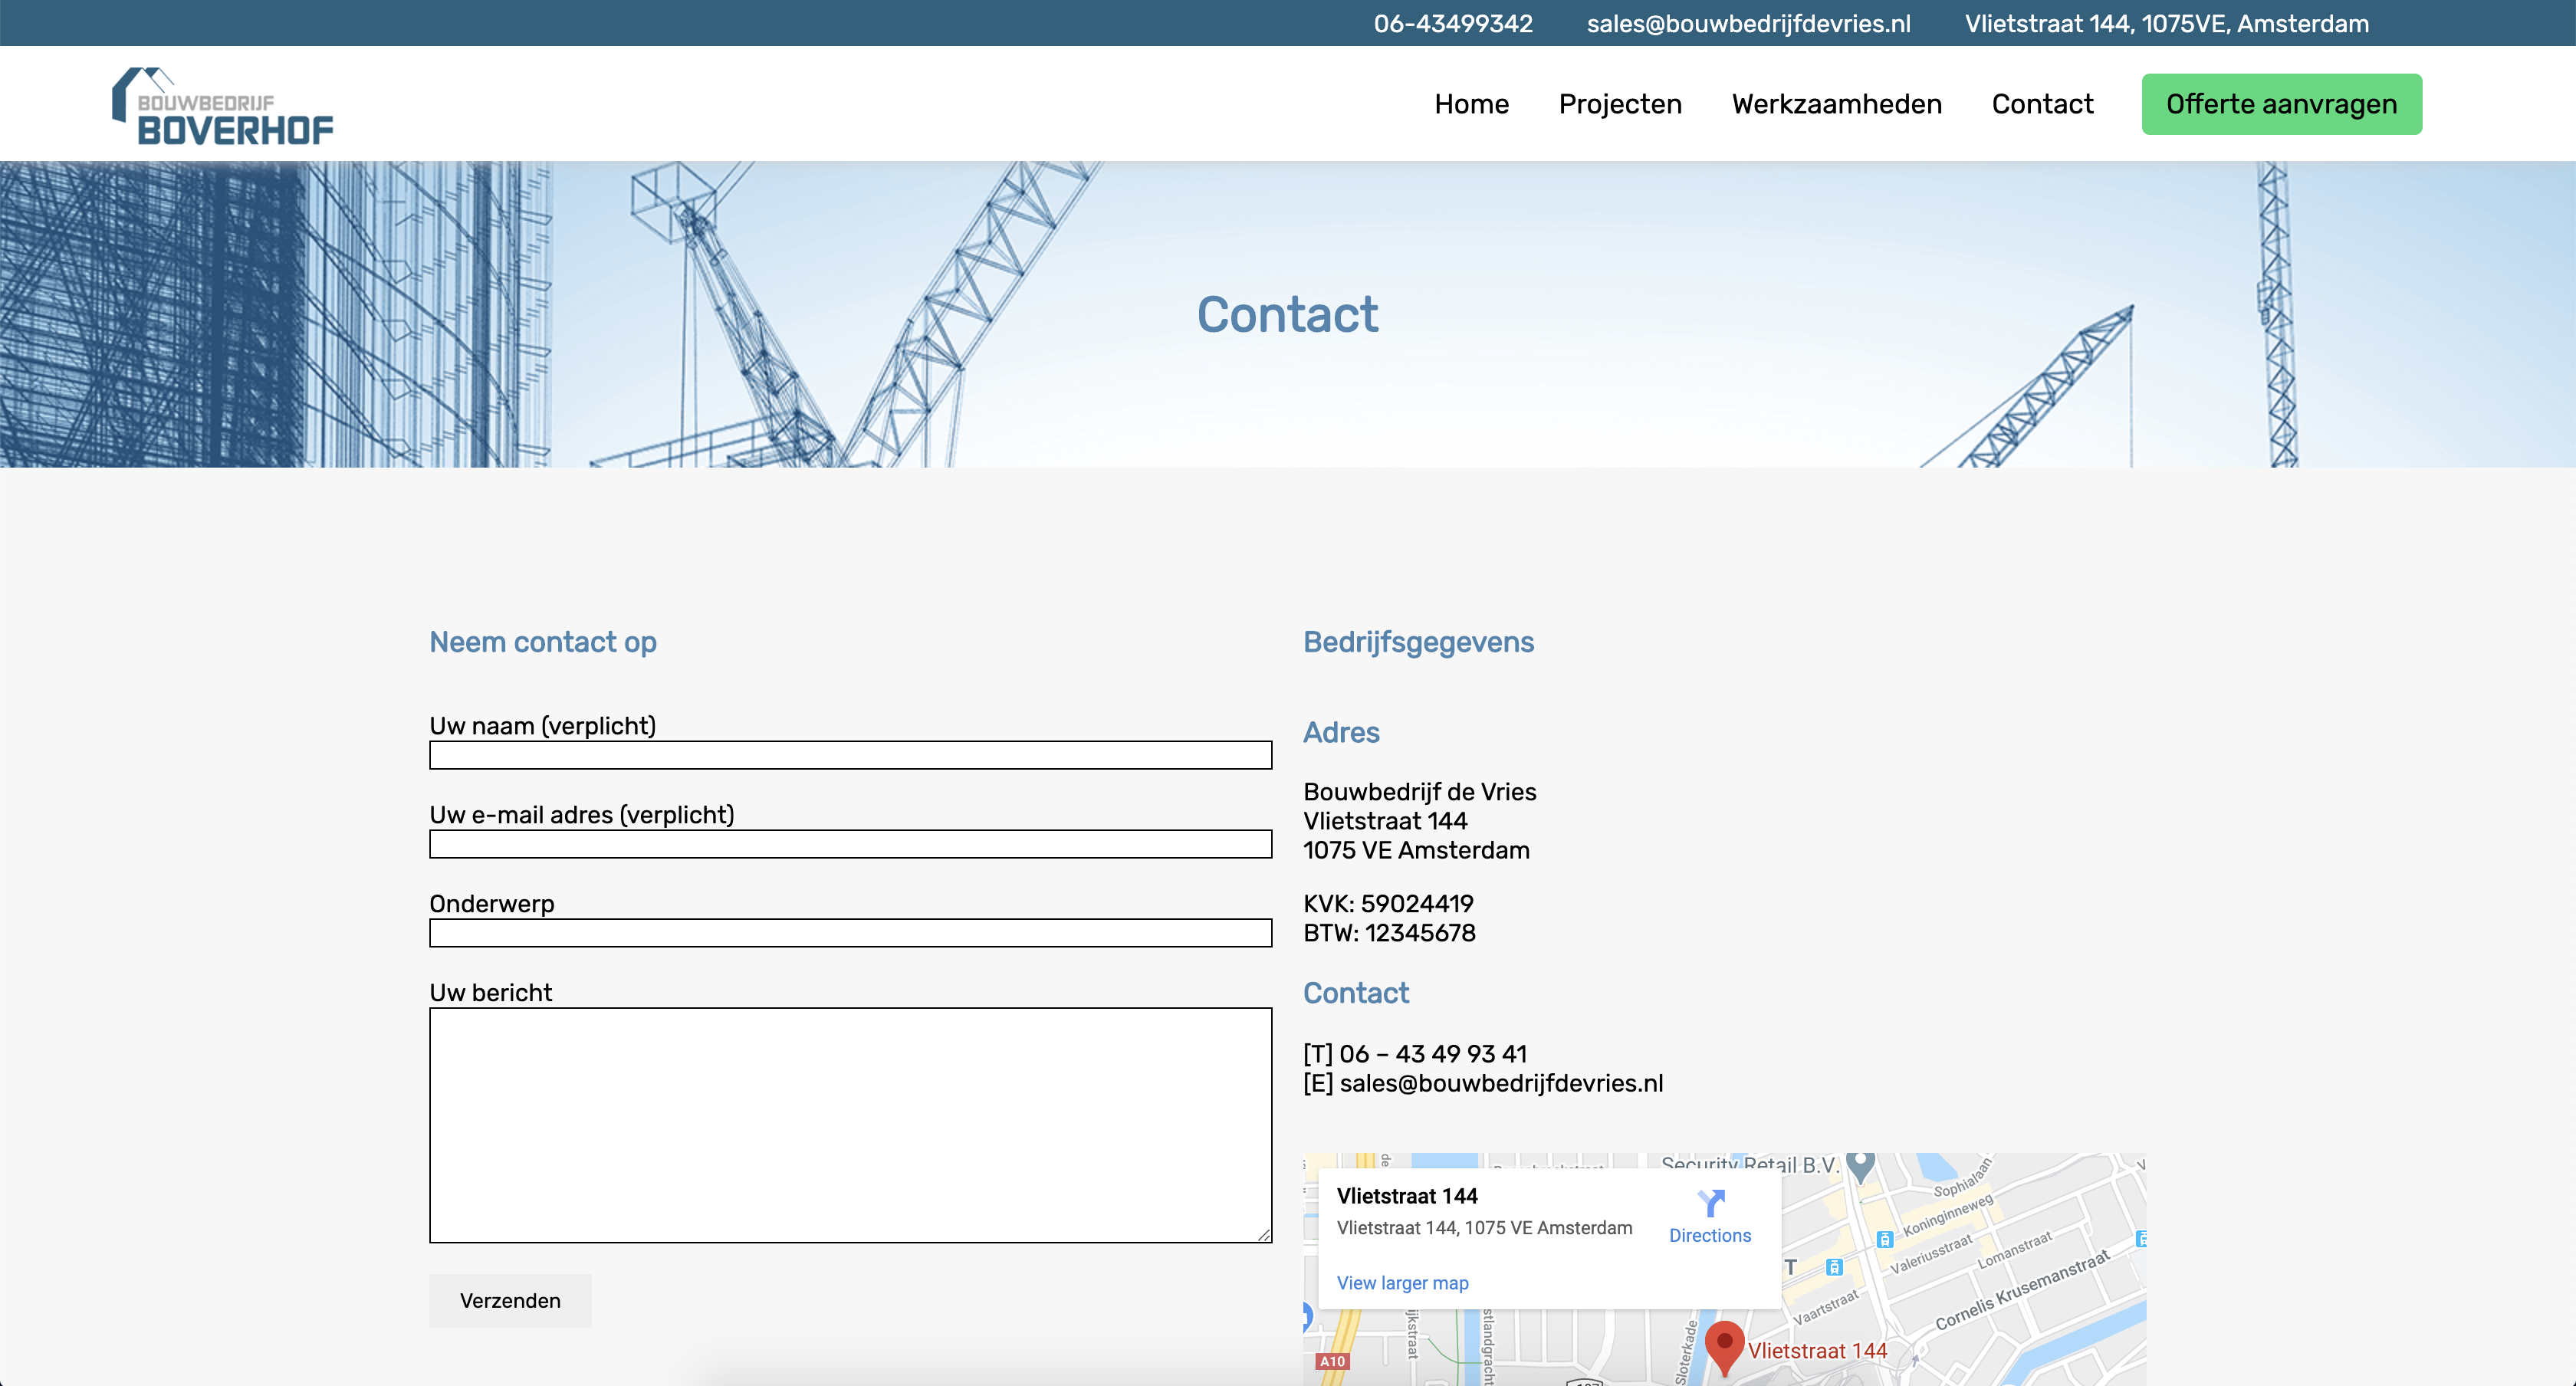 06-43499342 sales@bouwbedrijfdevries.nl Vlietstraat 144, 1075VE, Amsterdam
BOUWBEDRIJF
BOVERHOF
Home Projecten Werkzaamheden Contact Offerte aanvragen
Contact
Neem contact op
Uw naam (verplicht)
Uw e-mail adres (verplicht)
Onderwerp
Uw bericht
Verzenden
Bedrijfsgegevens
Adres
Bouwbedrijf de Vries
Vlietstraat 144
1075 VE Amsterdam
KVK: 59024419
BTW: 12345678
Contact
[T] 06 – 43 49 93 41
[E] sales@bouwbedrijfdevries.nl
Security Retail B.V.
Vlietstraat 144
Vlietstraat 144, 1075 VE Amsterdam
Directions
View larger map
Sophialaan
Koninginneweg
Valeriusstraat
Lomanstraat
Cornelis Krusemanstraat
Vaartstraat
Sloterkade
A10
Vlietstraat 144